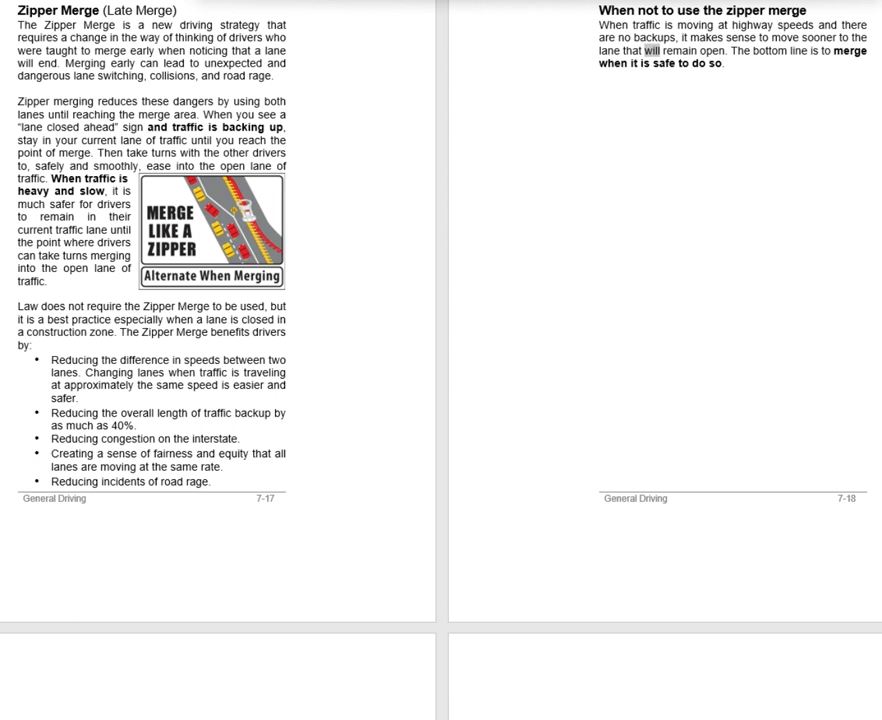 Zipper Merge (Late Merge)
The Zipper Merge is a new driving strategy that
requires a change in the way of thinking of drivers who
were taught to merge early when noticing that a lane
will end. Merging early can lead to unexpected and
dangerous lane switching, collisions, and road rage.
Zipper merging reduces these dangers by using both
lanes until reaching the merge area. When you see a
“lane closed ahead” sign and traffic is backing up,
stay in your current lane of traffic until you reach the
point of merge. Then take turns with the other drivers
to, safely and smoothly, ease into the open lane of
traffic. When traffic is
heavy and slow, it is
much safer for drivers
to remain in their
current traffic lane until
the point where drivers
can take turns merging
into the open lane of
traffic.
MERGE
LIKE A
ZIPPER
Alternate When Merging
Law does not require the Zipper Merge to be used, but
it is a best practice especially when a lane is closed in
a construction zone. The Zipper Merge benefits drivers
by:
• Reducing the difference in speeds between two
lanes. Changing lanes when traffic is traveling
at approximately the same speed is easier and
safer.
• Reducing the overall length of traffic backup by
as much as 40%.
• Reducing congestion on the interstate.
• Creating a sense of fairness and equity that all
lanes are moving at the same rate.
• Reducing incidents of road rage.
General Driving 7-17
When not to use the zipper merge
When traffic is moving at highway speeds and there
are no backups, it makes sense to move sooner to the
lane that will remain open. The bottom line is to merge
when it is safe to do so.
General Driving 7-18